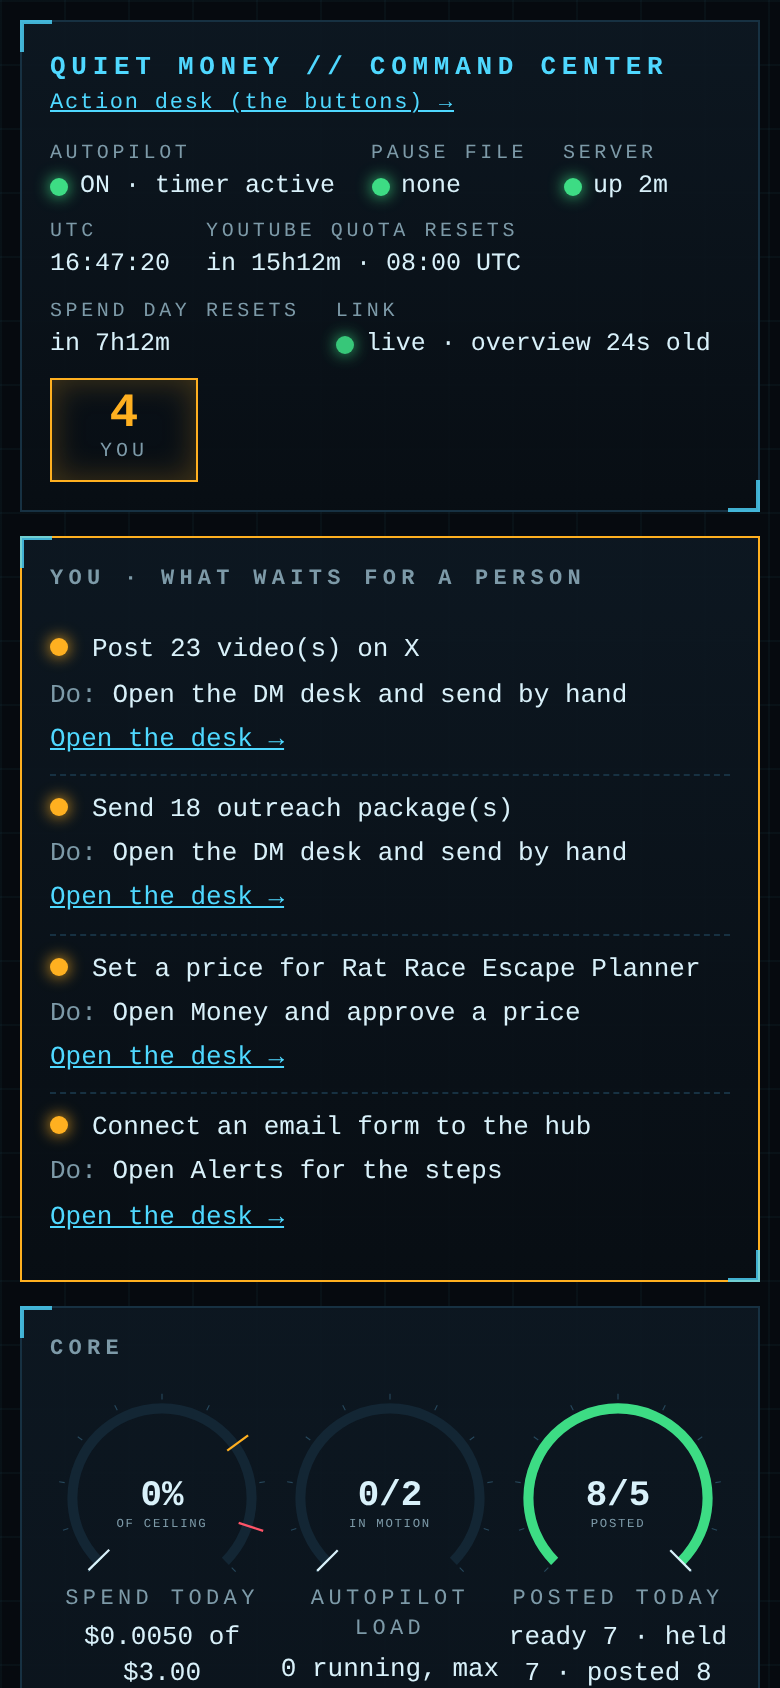 QUIET MONEY // COMMAND CENTER
Action desk (the buttons) →
AUTOPILOT PAUSE FILE SERVER
ON · timer active none up 2m
UTC YOUTUBE QUOTA RESETS
16:47:20 in 15h12m · 08:00 UTC
SPEND DAY RESETS LINK
in 7h12m live · overview 24s old
4
YOU
YOU · WHAT WAITS FOR A PERSON
Post 23 video(s) on X
Do: Open the DM desk and send by hand
Open the desk →
Send 18 outreach package(s)
Do: Open the DM desk and send by hand
Open the desk →
Set a price for Rat Race Escape Planner
Do: Open Money and approve a price
Open the desk →
Connect an email form to the hub
Do: Open Alerts for the steps
Open the desk →
CORE
0% 0/2 8/5
OF CEILING IN MOTION POSTED
SPEND TODAY AUTOPILOT LOAD POSTED TODAY
$0.0050 of $3.00 0 running, max ready 7 · held 7 · posted 8